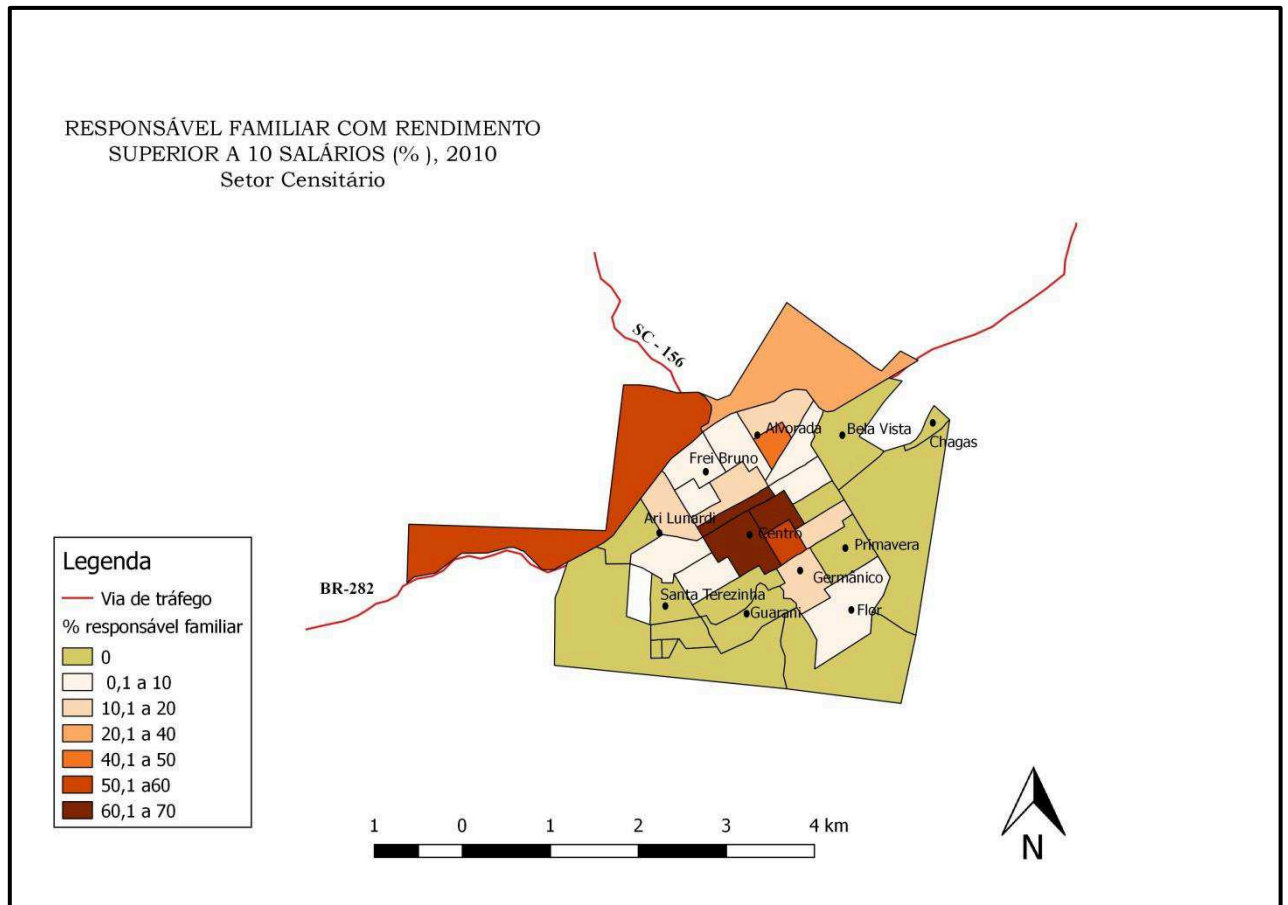 RESPONSÁVEL FAMILIAR COM RENDIMENTO
SUPERIOR A 10 SALÁRIOS (% ), 2010
Setor Censitário
SC - 156
Alvorada
Bela Vista
Chagas
Frei Bruno
Ari Lunardi
Centro
Primavera
Germânico
Santa Terezinha
Guarani
Flor
BR-282
Legenda
Via de tráfego
% responsável familiar
0
0,1 a 10
10,1 a 20
20,1 a 40
40,1 a 50
50,1 a60
60,1 a 70
1 0 1 2 3 4 km
N